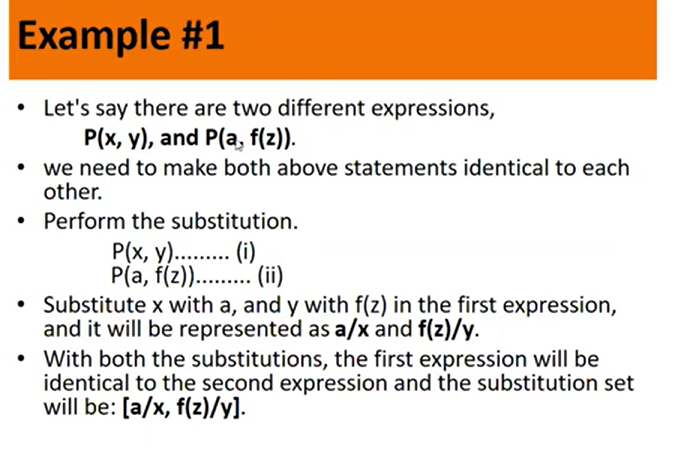 Example #1
• Let's say there are two different expressions,
P(x, y), and P(a, f(z)).
• we need to make both above statements identical to each
other.
• Perform the substitution.
P(x, y)......... (i)
P(a, f(z))......... (ii)
• Substitute x with a, and y with f(z) in the first expression,
and it will be represented as a/x and f(z)/y.
• With both the substitutions, the first expression will be
identical to the second expression and the substitution set
will be: [a/x, f(z)/y].